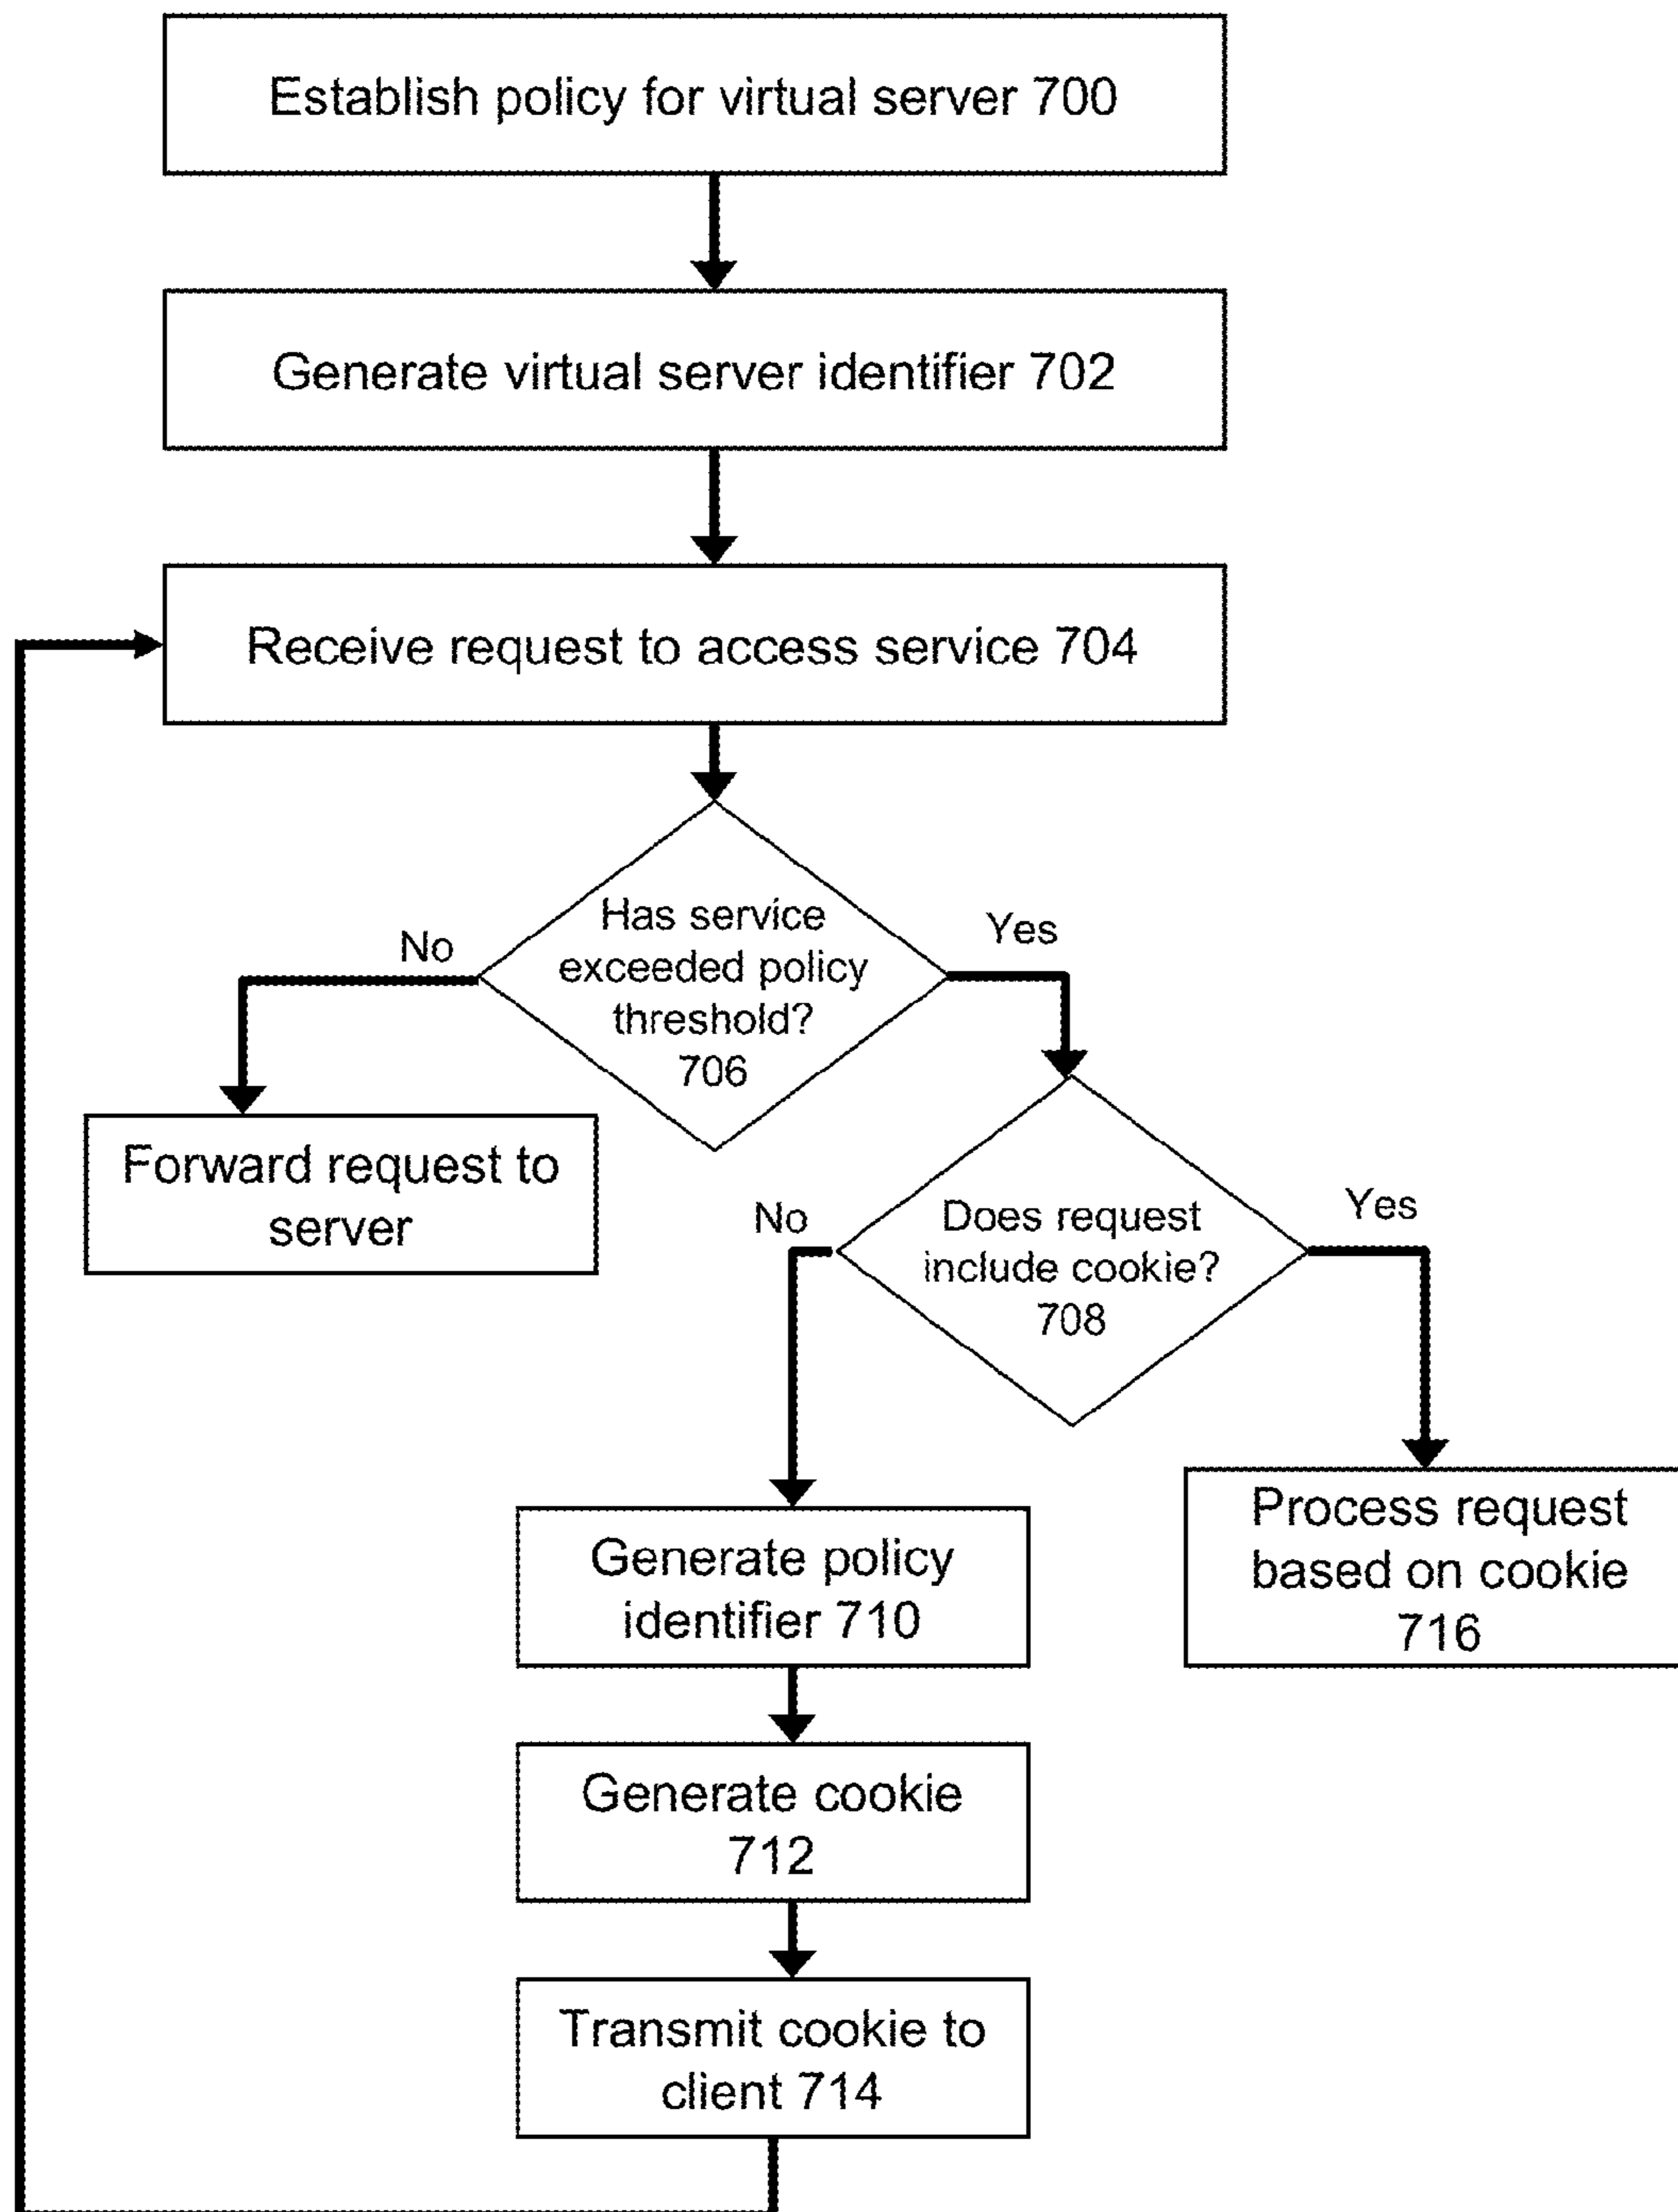 Establish policy for virtual server 700
Generate virtual server identifier 702
Receive request to access service 704
Has service
exceeded policy
threshold?
706
No
Yes
Forward request to
server
Does request
include cookie?
708
No
Yes
Generate policy
identifier 710
Process request
based on cookie
716
Generate cookie
712
Transmit cookie to
client 714